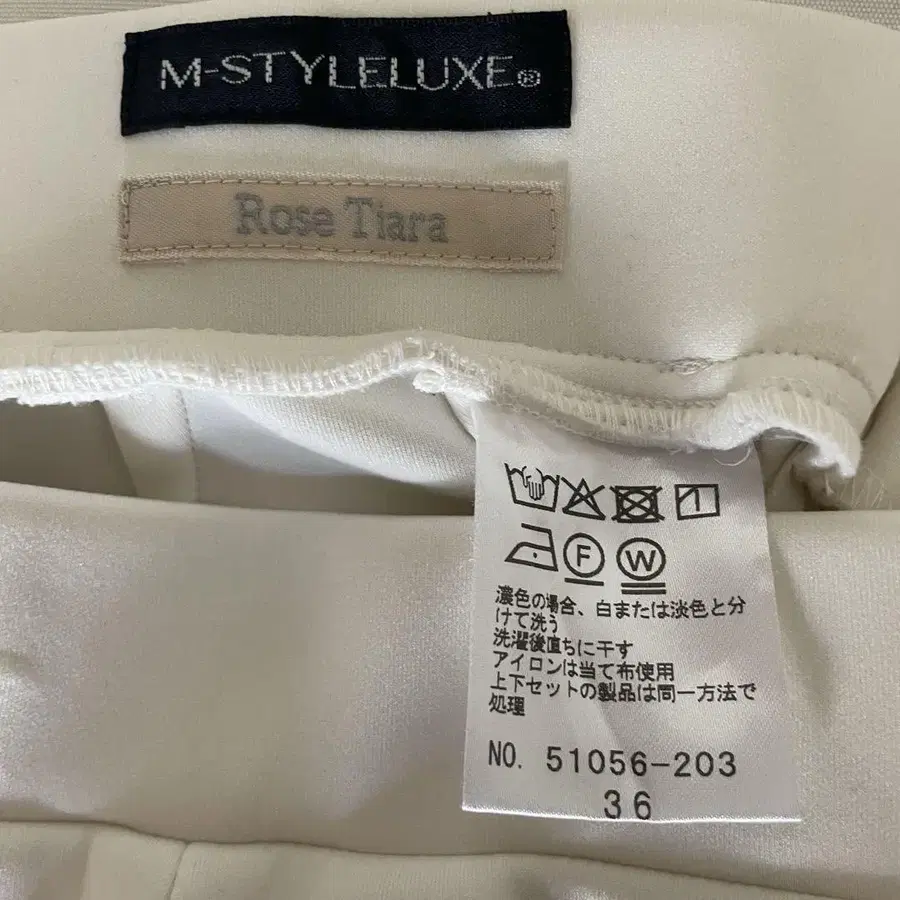 M-STYLELUXE®
Rose Tiara
1
F W
濃色の場合、白または淡色と分
けて洗う
洗濯後直ちに干す
アイロンは当て布使用
上下セットの製品は同一方法で
処理
NO. 51056-203
36